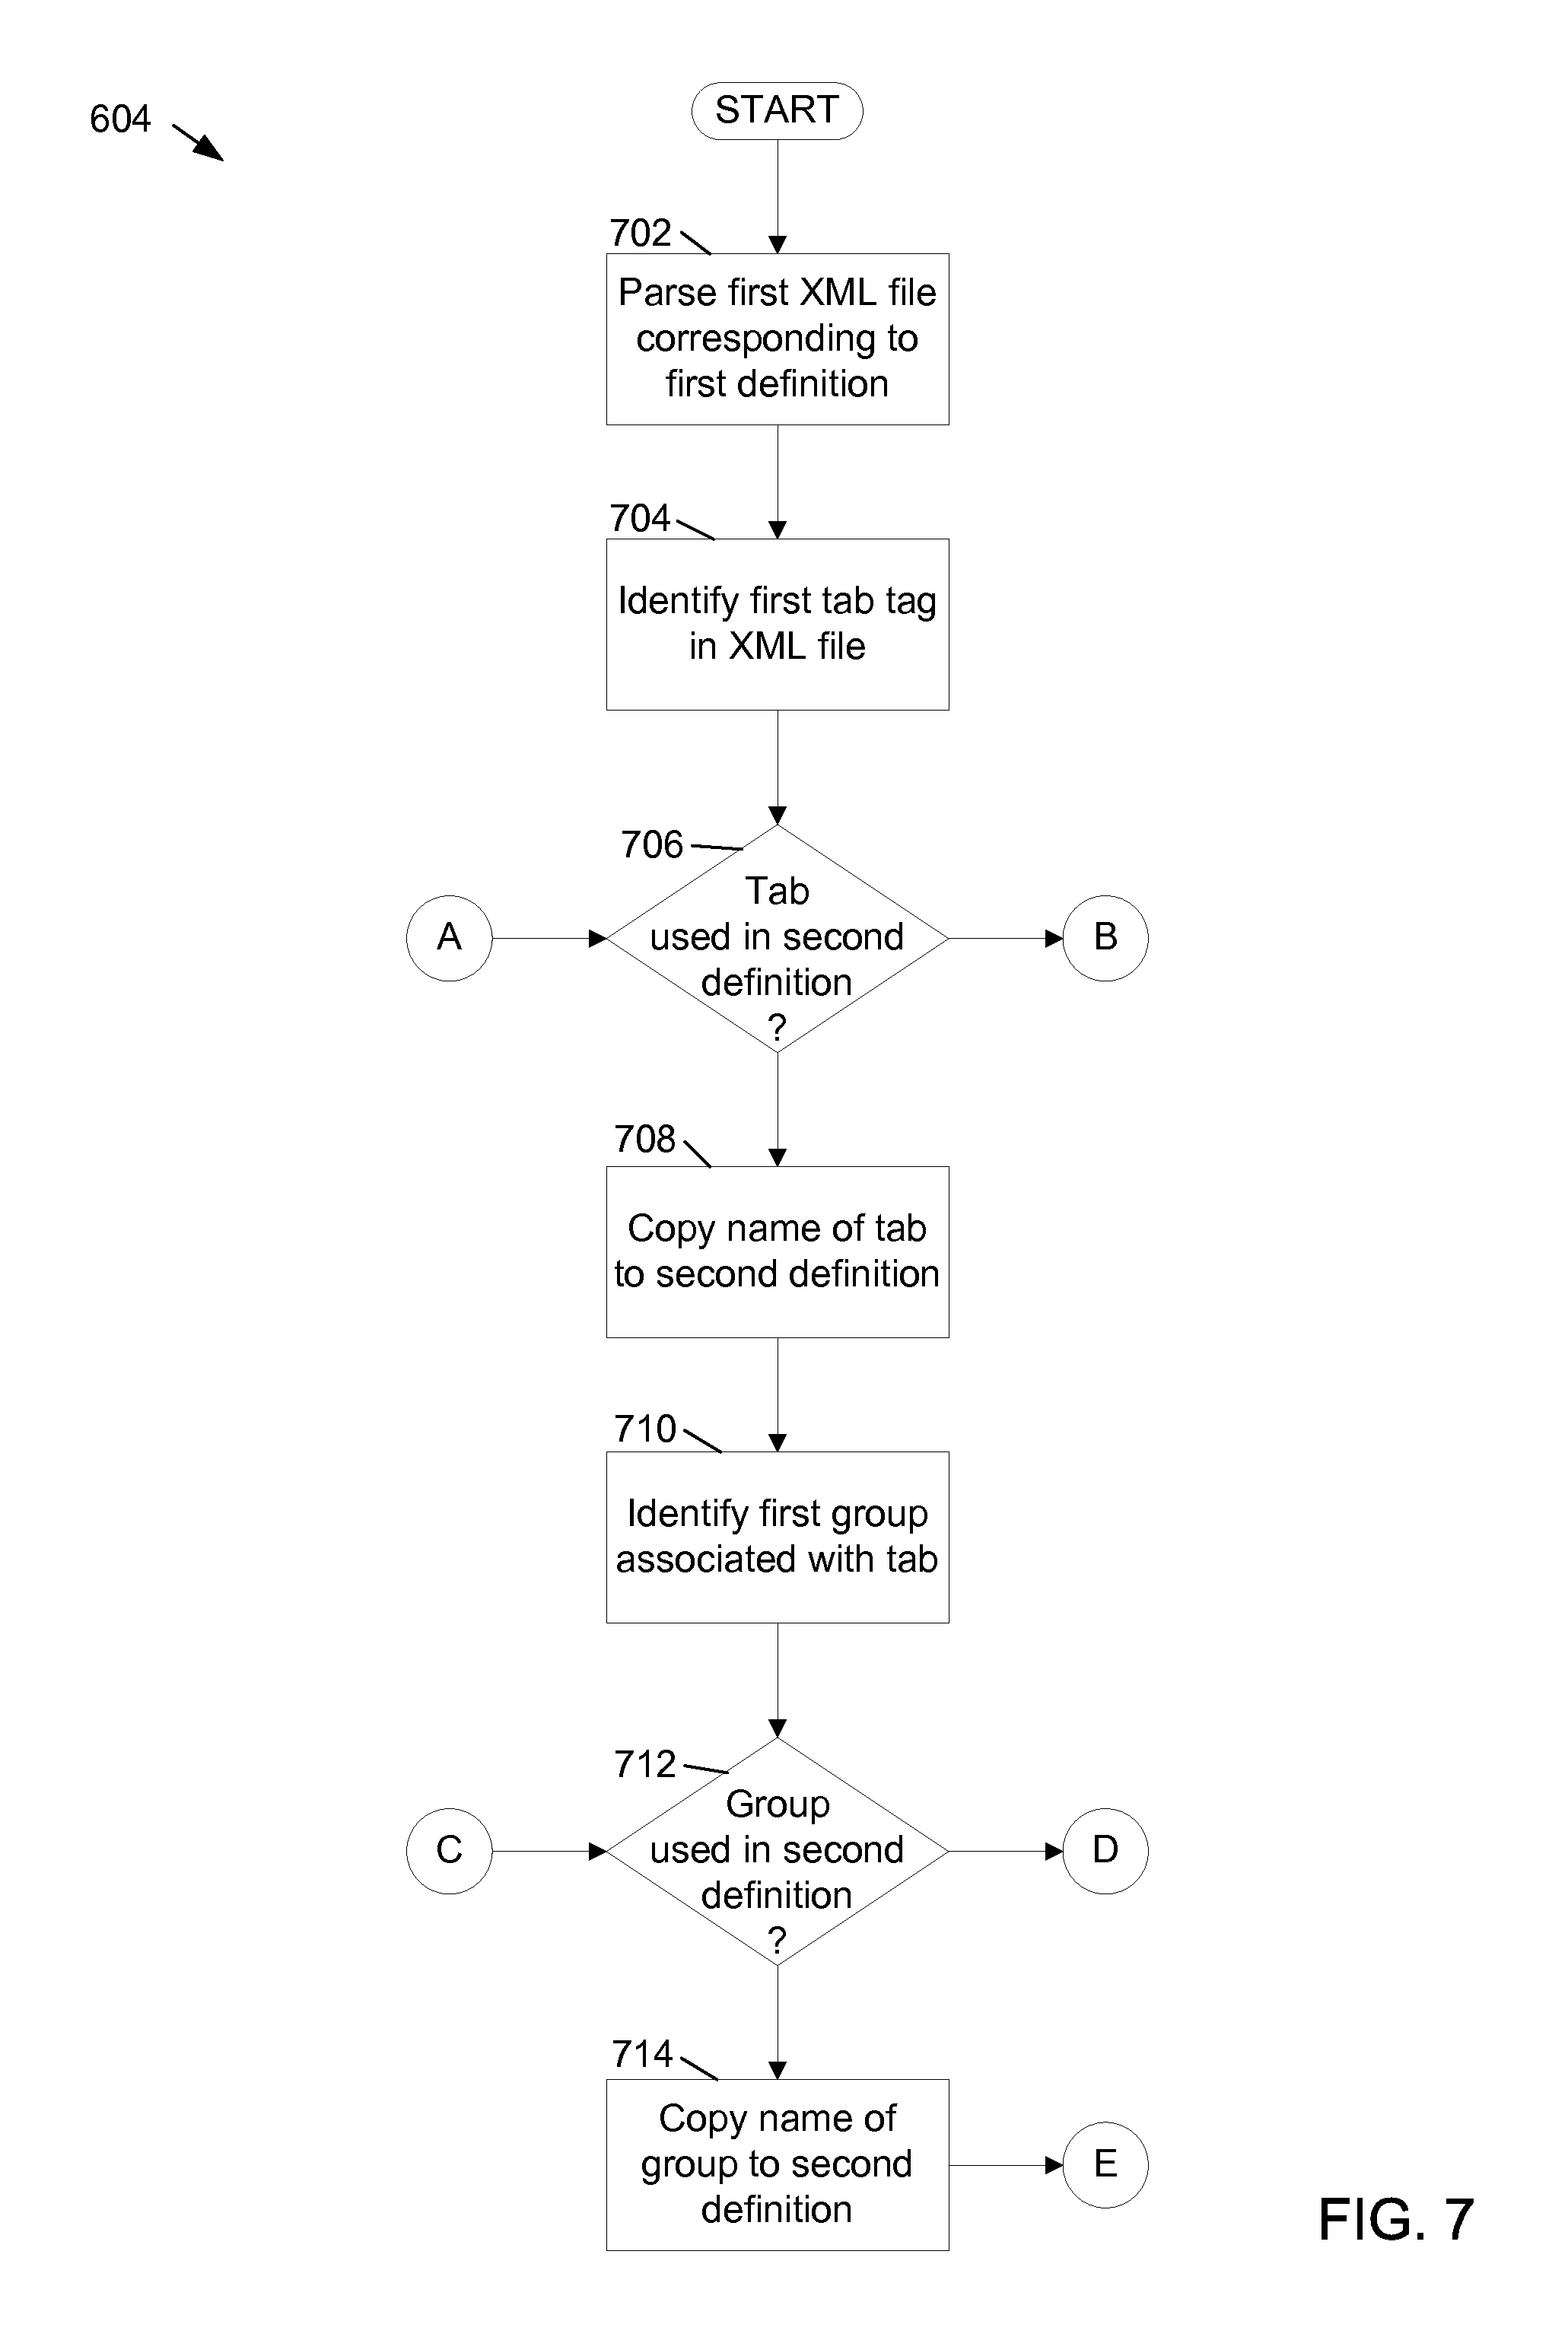 604
START
702
Parse first XML file
corresponding to
first definition
704
Identify first tab tag
in XML file
706
Tab
used in second
definition
?
A
B
708
Copy name of tab
to second definition
710
Identify first group
associated with tab
712
Group
used in second
definition
?
C
D
714
Copy name of
group to second
definition
E
FIG. 7